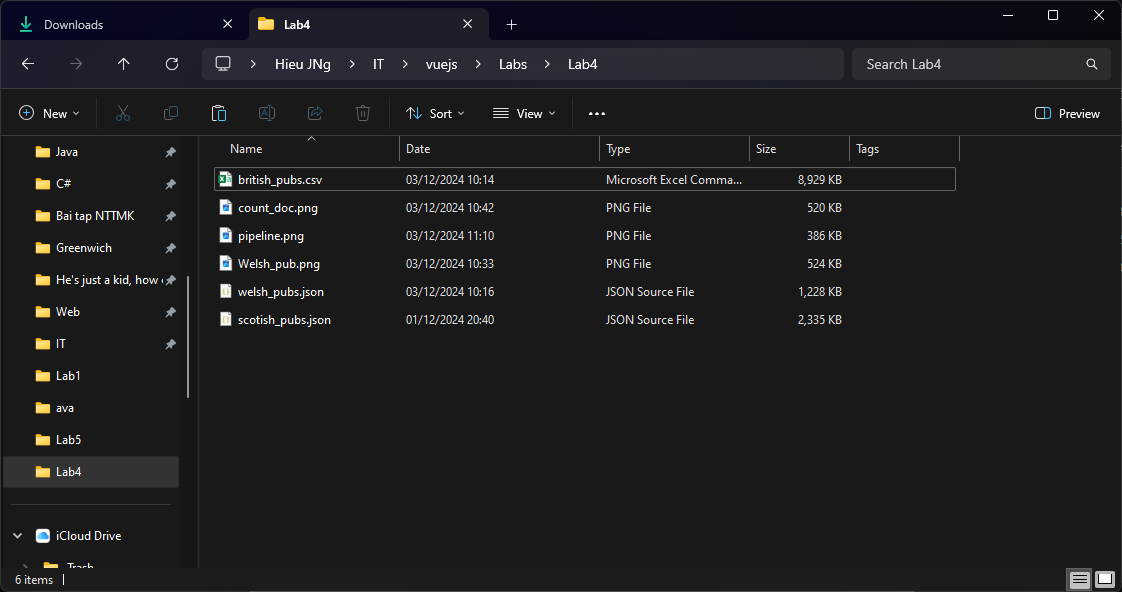 Downloads
Lab4
Hieu JNg > IT > vuejs > Labs > Lab4
Search Lab4
New
Sort
View
Preview
Java
C#
Bai tap NTTMK
Greenwich
He's just a kid, how
Web
IT
Lab1
ava
Lab5
Lab4
iCloud Drive
Trash
Name Date Type Size Tags
british_pubs.csv 03/12/2024 10:14 Microsoft Excel Comma... 8,929 KB
count_doc.png 03/12/2024 10:42 PNG File 520 KB
pipeline.png 03/12/2024 11:10 PNG File 386 KB
Welsh_pub.png 03/12/2024 10:33 PNG File 524 KB
welsh_pubs.json 03/12/2024 10:16 JSON Source File 1,228 KB
scotish_pubs.json 01/12/2024 20:40 JSON Source File 2,335 KB
6 items